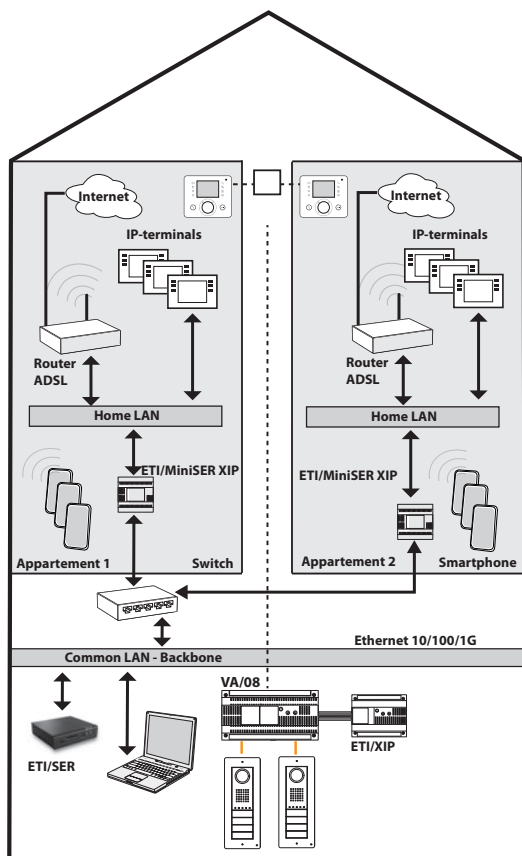 Internet
Internet
IP-terminals
IP-terminals
Router
ADSL
Router
ADSL
Home LAN
Home LAN
ETI/MiniSER XIP
ETI/MiniSER XIP
Appartement 1
Switch
Appartement 2
Smartphone
Ethernet 10/100/1G
Common LAN - Backbone
VA/08
ETI/SER
ETI/XIP